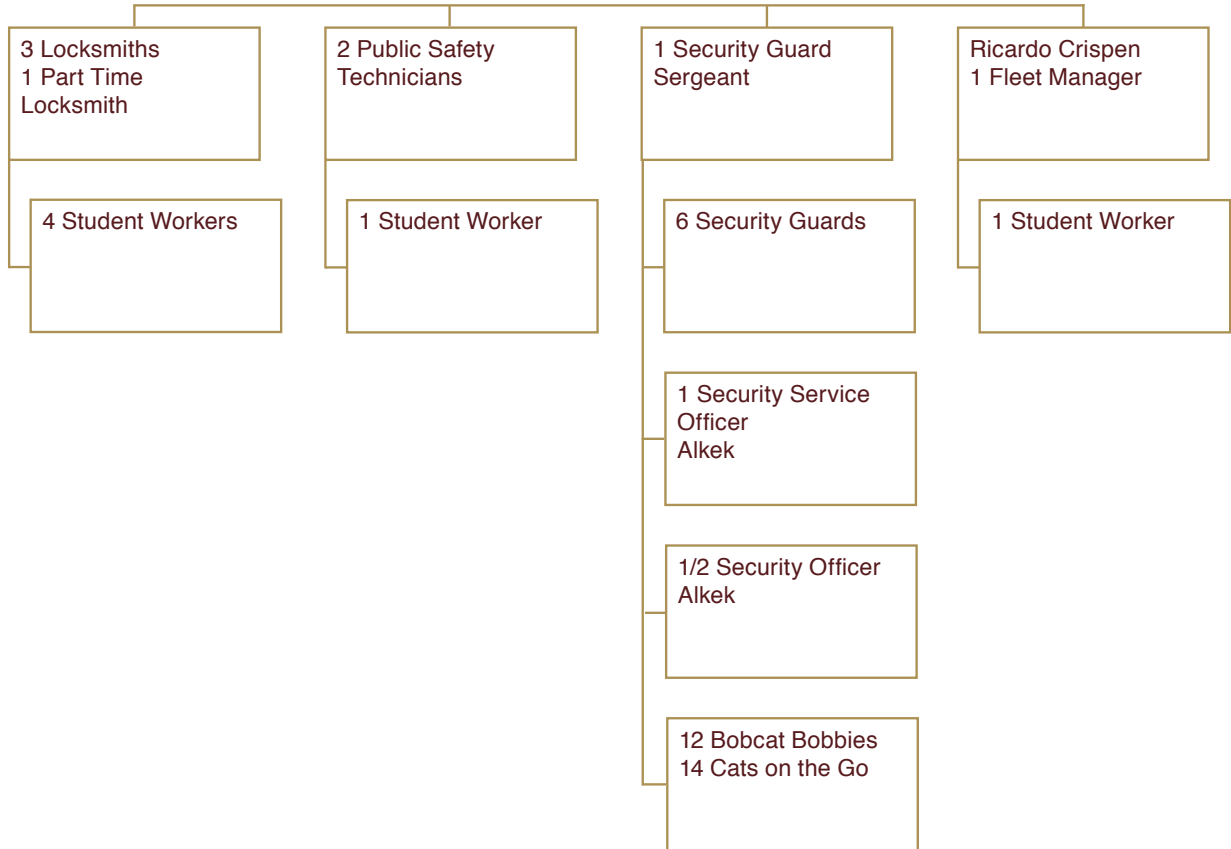 3 Locksmiths
1 Part Time
Locksmith
2 Public Safety
Technicians
1 Security Guard
Sergeant
Ricardo Crispen
1 Fleet Manager
4 Student Workers
1 Student Worker
6 Security Guards
1 Student Worker
1 Security Service
Officer
Alkek
1/2 Security Officer
Alkek
12 Bobcat Bobbies
14 Cats on the Go